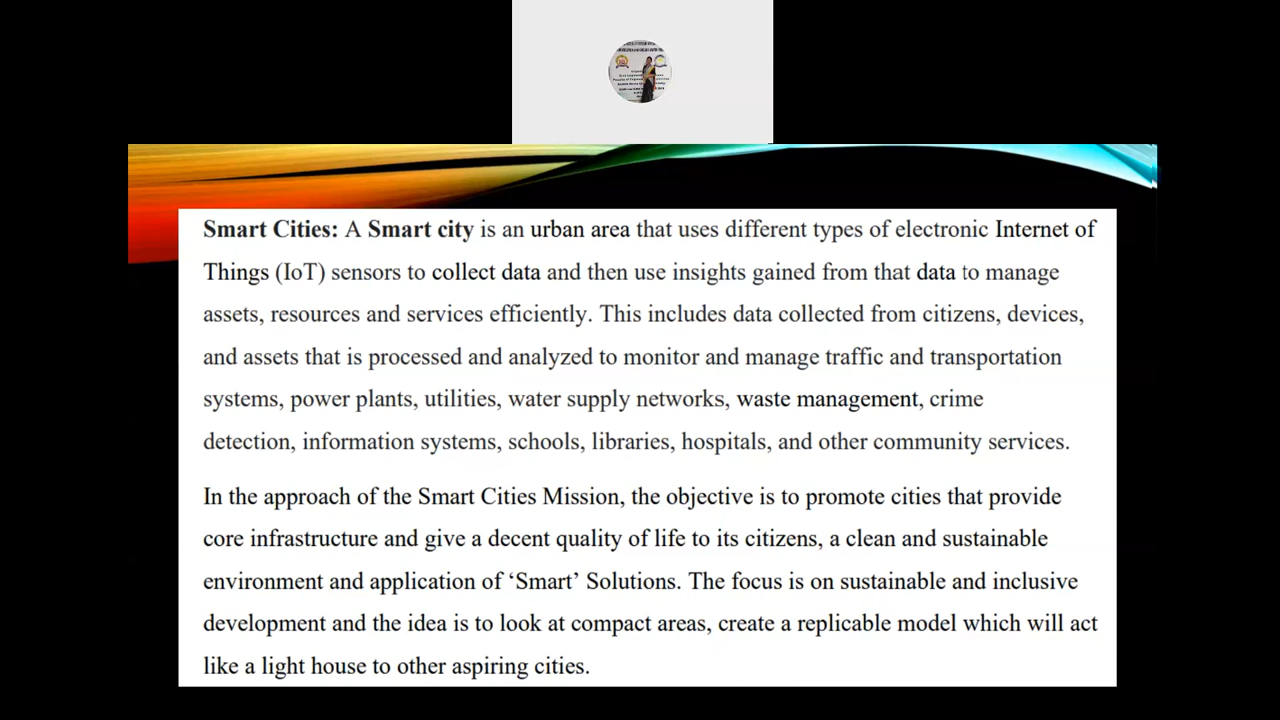 Smart Cities: A Smart city is an urban area that uses different types of electronic Internet of
Things (IoT) sensors to collect data and then use insights gained from that data to manage
assets, resources and services efficiently. This includes data collected from citizens, devices,
and assets that is processed and analyzed to monitor and manage traffic and transportation
systems, power plants, utilities, water supply networks, waste management, crime
detection, information systems, schools, libraries, hospitals, and other community services.
In the approach of the Smart Cities Mission, the objective is to promote cities that provide
core infrastructure and give a decent quality of life to its citizens, a clean and sustainable
environment and application of ‘Smart’ Solutions. The focus is on sustainable and inclusive
development and the idea is to look at compact areas, create a replicable model which will act
like a light house to other aspiring cities.